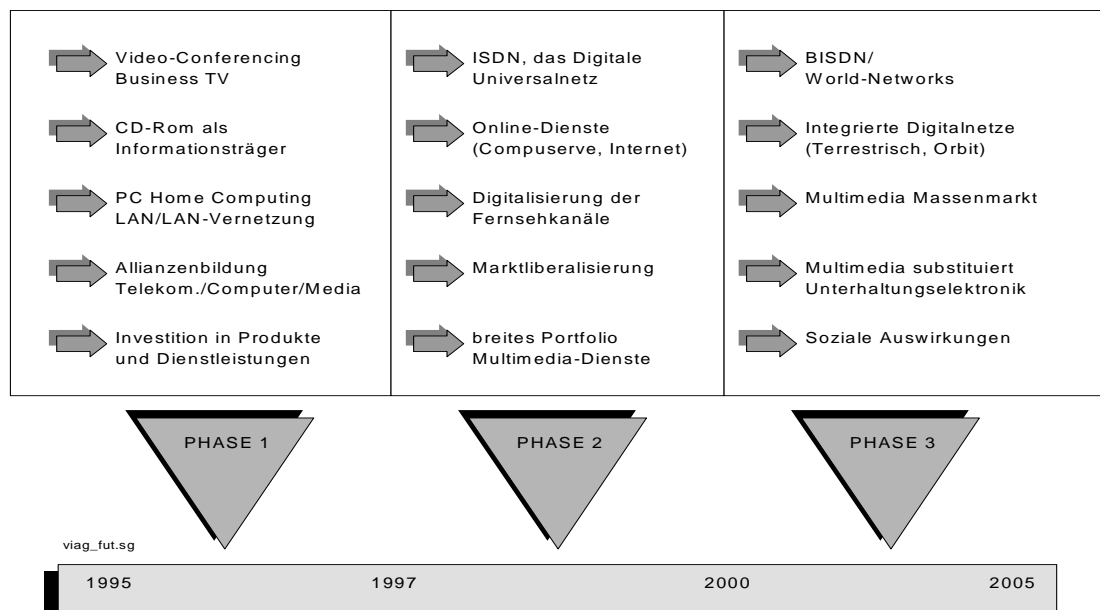 Video-Conferencing
Business TV
CD-Rom als
Informationsträger
PC Home Computing
LAN/LAN-Vernetzung
Allianzenbildung
Telekom./Computer/Media
Investition in Produkte
und Dienstleistungen
ISDN, das Digitale
Universalnetz
Online-Dienste
(Compuserve, Internet)
Digitalisierung der
Fernsehkanäle
Marktliberalisierung
breites Portfolio
Multimedia-Dienste
BISDN/
World-Networks
Integrierte Digitalnetze
(Terrestrisch, Orbit)
Multimedia Massenmarkt
Multimedia substituiert
Unterhaltungselektronik
Soziale Auswirkungen
PHASE 1
PHASE 2
PHASE 3
viag_fut.sg
1995
1997
2000
2005